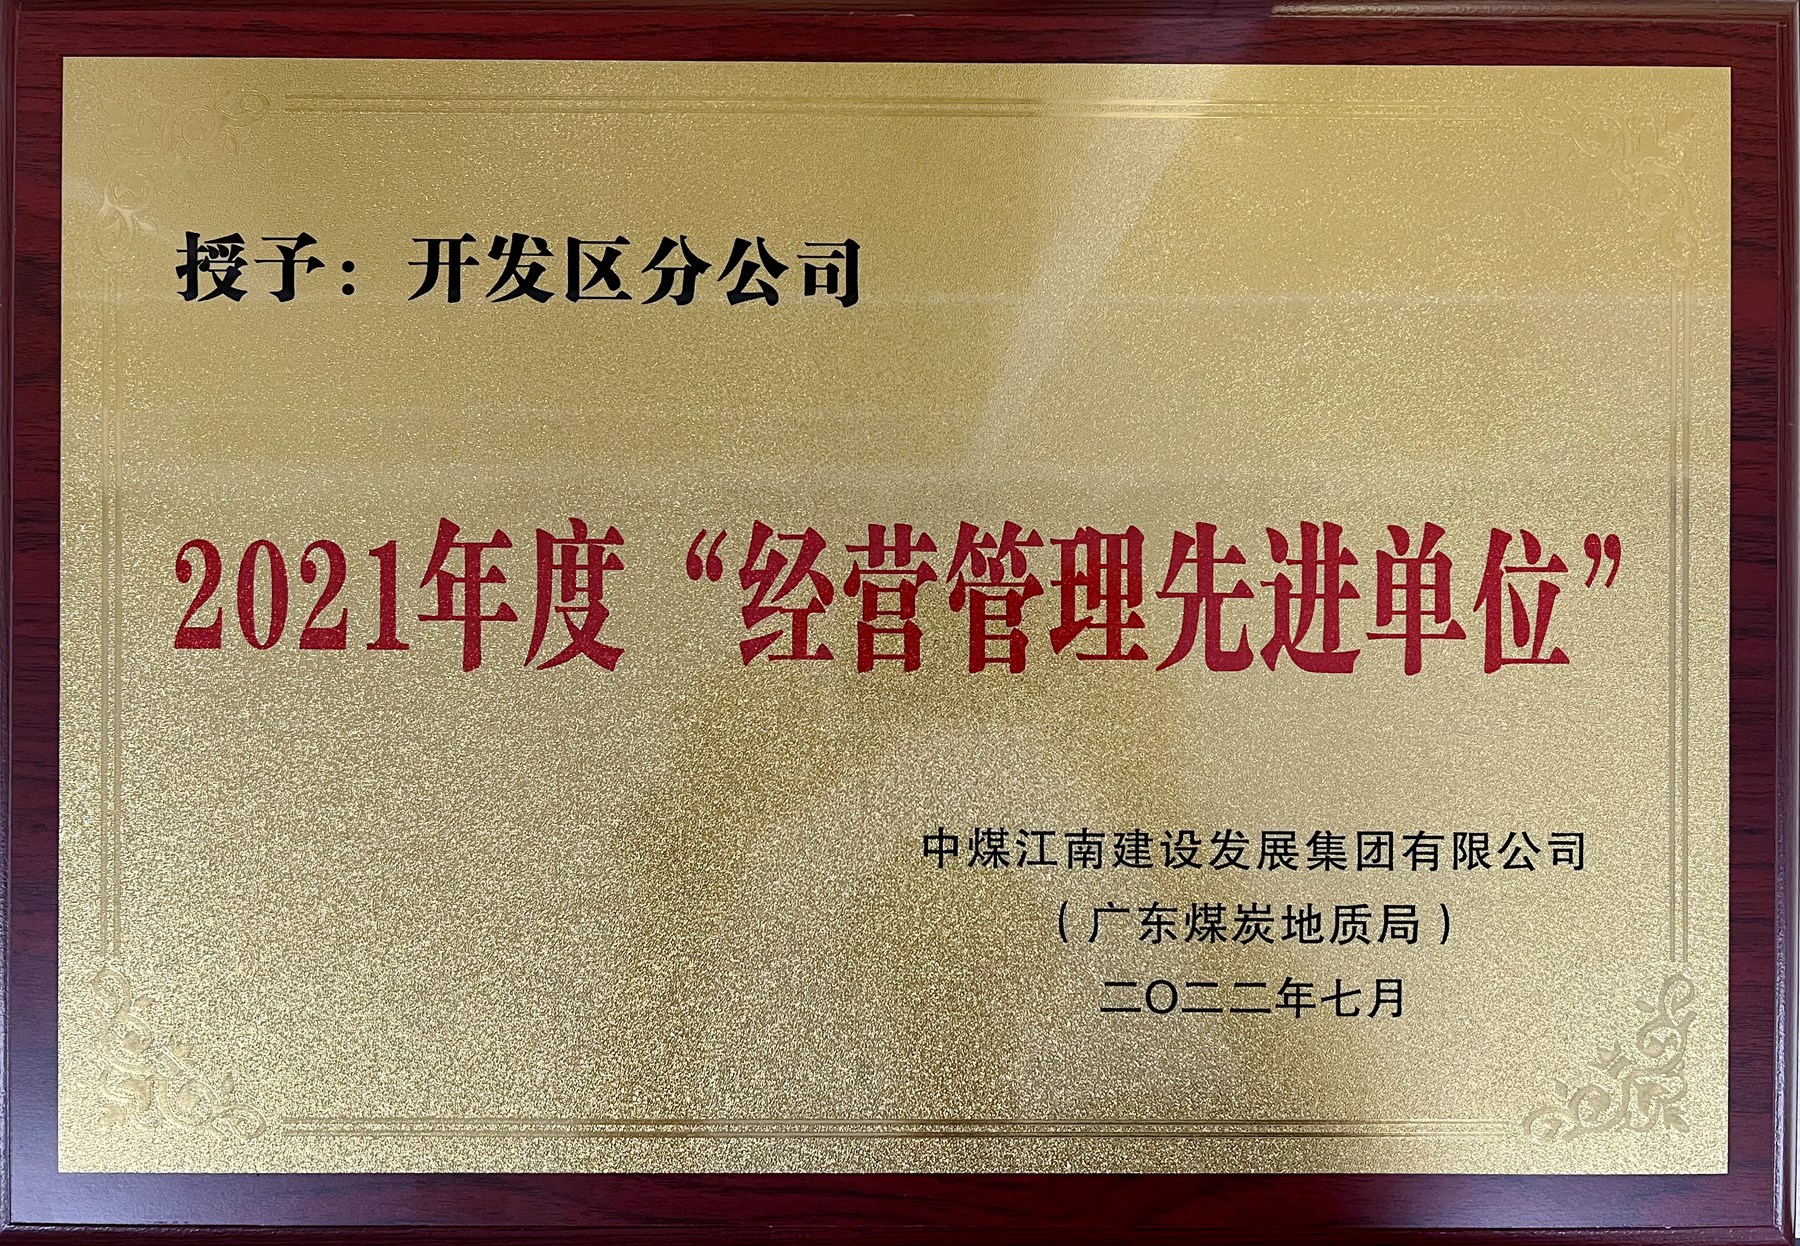 授予：开发区分公司
2021年度“经营管理先进单位”
中煤江南建设发展集团有限公司
（广东煤炭地质局）
二〇二二年七月